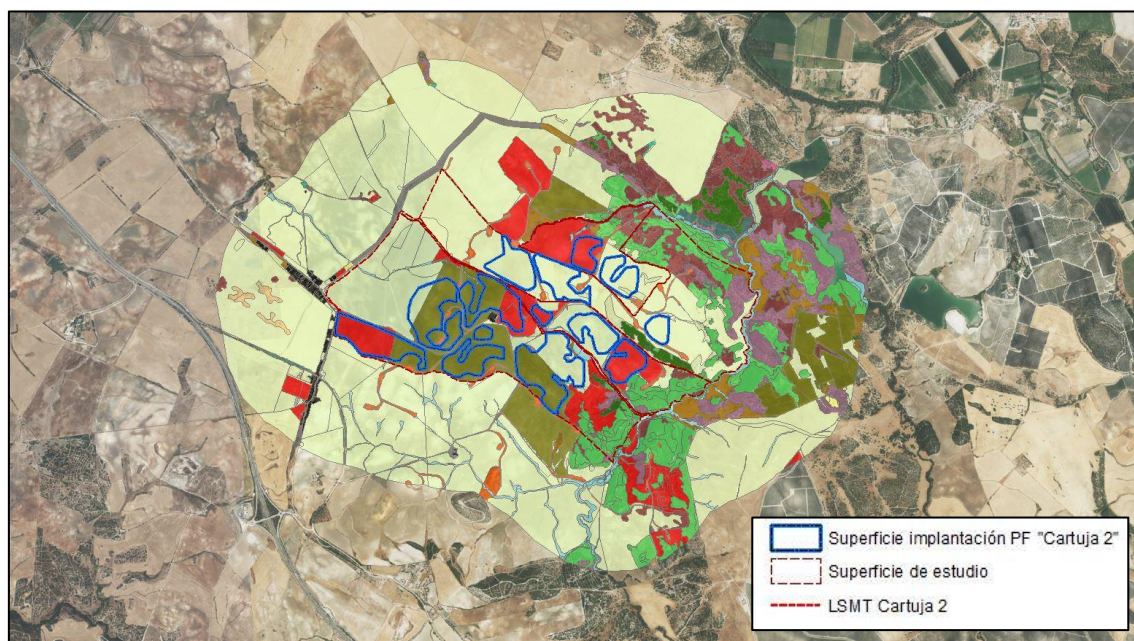 Superficie implantación PF "Cartuja 2"
Superficie de estudio
LSMT Cartuja 2